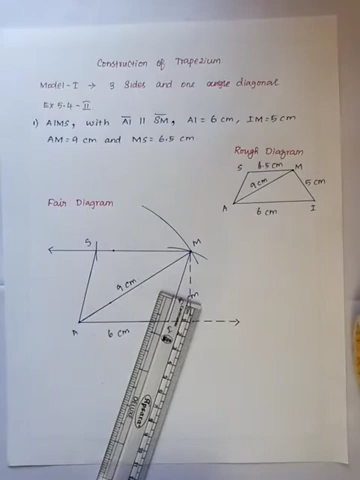 Construction of Trapezium
Model-I → 3 Sides and one angle diagonal
Ex 5.4 - II
1) AIMS, with AI || SM, AI = 6 cm, IM = 5 cm
AM = 9 cm and MS = 6.5 cm
Rough Diagram
S 6.5 cm M
9 cm 5 cm
A 6 cm I
Fair Diagram
S M
9 cm
A 6 cm